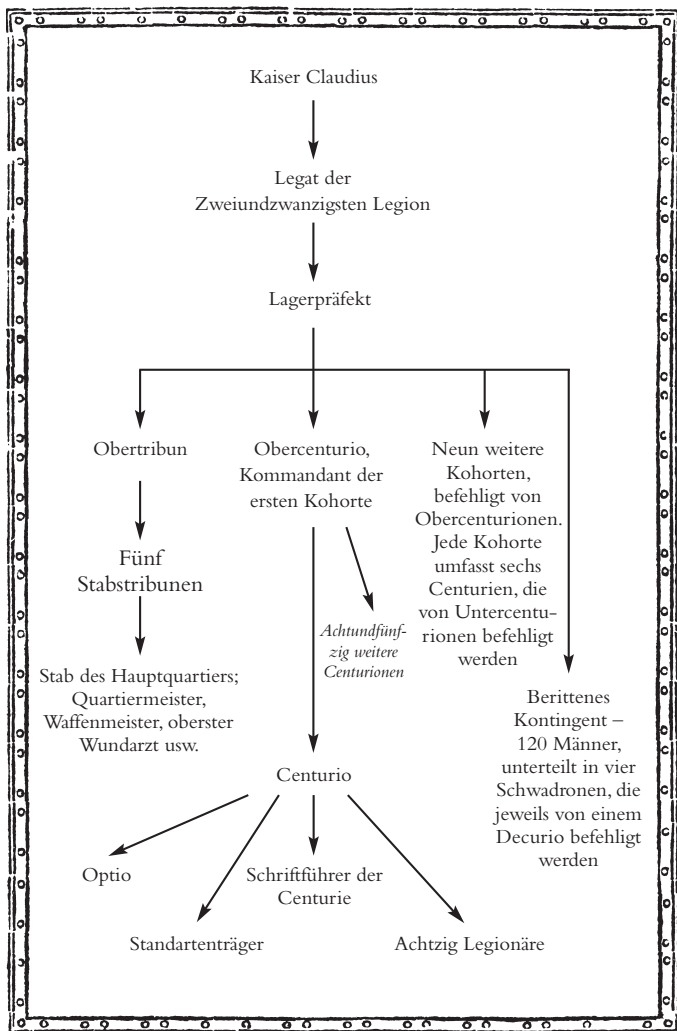 Kaiser Claudius
Legat der
Zweiundzwanzigsten Legion
Lagerpräfekt
Obertribun
Fünf
Stabstribunen
Stab des Hauptquartiers;
Quartiermeister,
Waffenmeister, oberster
Wundarzt usw.
Obercenturio,
Kommandant der
ersten Kohorte
Achtundfünf-
zig weitere
Centurionen
Neun weitere
Kohorten,
befehligt von
Obercenturionen.
Jede Kohorte
umfasst sechs
Centurien, die
von Untercentu-
rionen befehligt
werden
Berittenes
Kontingent –
120 Männer,
unterteilt in vier
Schwadronen, die
jeweils von einem
Decurio befehligt
werden
Centurio
Optio
Standartenträger
Schriftführer der
Centurie
Achtzig Legionäre